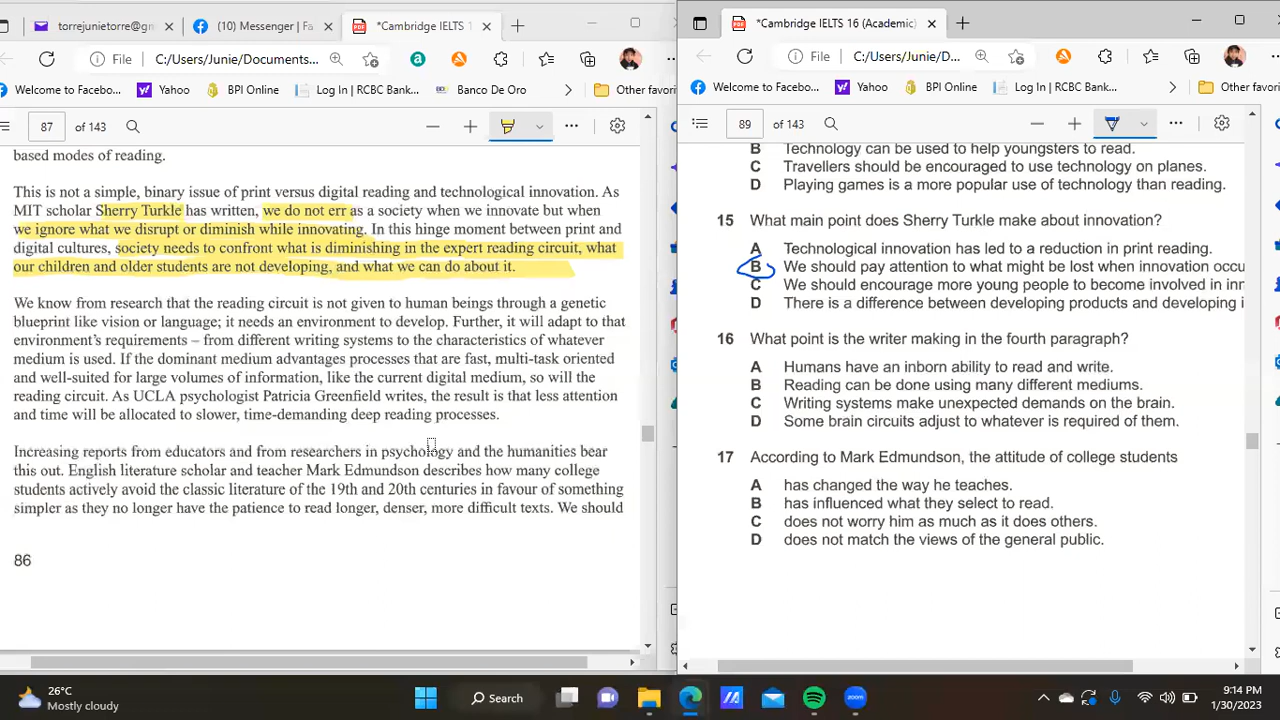 torrejunietorre@gr
(10) Messenger | Fa
*Cambridge IELTS 1
File
C:/Users/Junie/Documents...
Welcome to Facebo...
Yahoo
BPI Online
Log In | RCBC Bank...
Banco De Oro
Other favor
87 of 143
based modes of reading.
This is not a simple, binary issue of print versus digital reading and technological innovation. As
MIT scholar Sherry Turkle has written, we do not err as a society when we innovate but when
we ignore what we disrupt or diminish while innovating. In this hinge moment between print and
digital cultures, society needs to confront what is diminishing in the expert reading circuit, what
our children and older students are not developing, and what we can do about it.
We know from research that the reading circuit is not given to human beings through a genetic
blueprint like vision or language; it needs an environment to develop. Further, it will adapt to that
environment's requirements – from different writing systems to the characteristics of whatever
medium is used. If the dominant medium advantages processes that are fast, multi-task oriented
and well-suited for large volumes of information, like the current digital medium, so will the
reading circuit. As UCLA psychologist Patricia Greenfield writes, the result is that less attention
and time will be allocated to slower, time-demanding deep reading processes.
Increasing reports from educators and from researchers in psychology and the humanities bear
this out. English literature scholar and teacher Mark Edmundson describes how many college
students actively avoid the classic literature of the 19th and 20th centuries in favour of something
simpler as they no longer have the patience to read longer, denser, more difficult texts. We should
86
*Cambridge IELTS 16 (Academic)
File
C:/Users/Junie/D...
Welcome to Facebo...
Yahoo
BPI Online
Log In | RCBC Bank...
Other favori
89 of 143
B Technology can be used to help youngsters to read.
C Travellers should be encouraged to use technology on planes.
D Playing games is a more popular use of technology than reading.
15 What main point does Sherry Turkle make about innovation?
A Technological innovation has led to a reduction in print reading.
B We should pay attention to what might be lost when innovation occu
C We should encourage more young people to become involved in inn
D There is a difference between developing products and developing i
16 What point is the writer making in the fourth paragraph?
A Humans have an inborn ability to read and write.
B Reading can be done using many different mediums.
C Writing systems make unexpected demands on the brain.
D Some brain circuits adjust to whatever is required of them.
17 According to Mark Edmundson, the attitude of college students
A has changed the way he teaches.
B has influenced what they select to read.
C does not worry him as much as it does others.
D does not match the views of the general public.
26°C
Mostly cloudy
Search
zoom
9:14 PM
1/30/2023